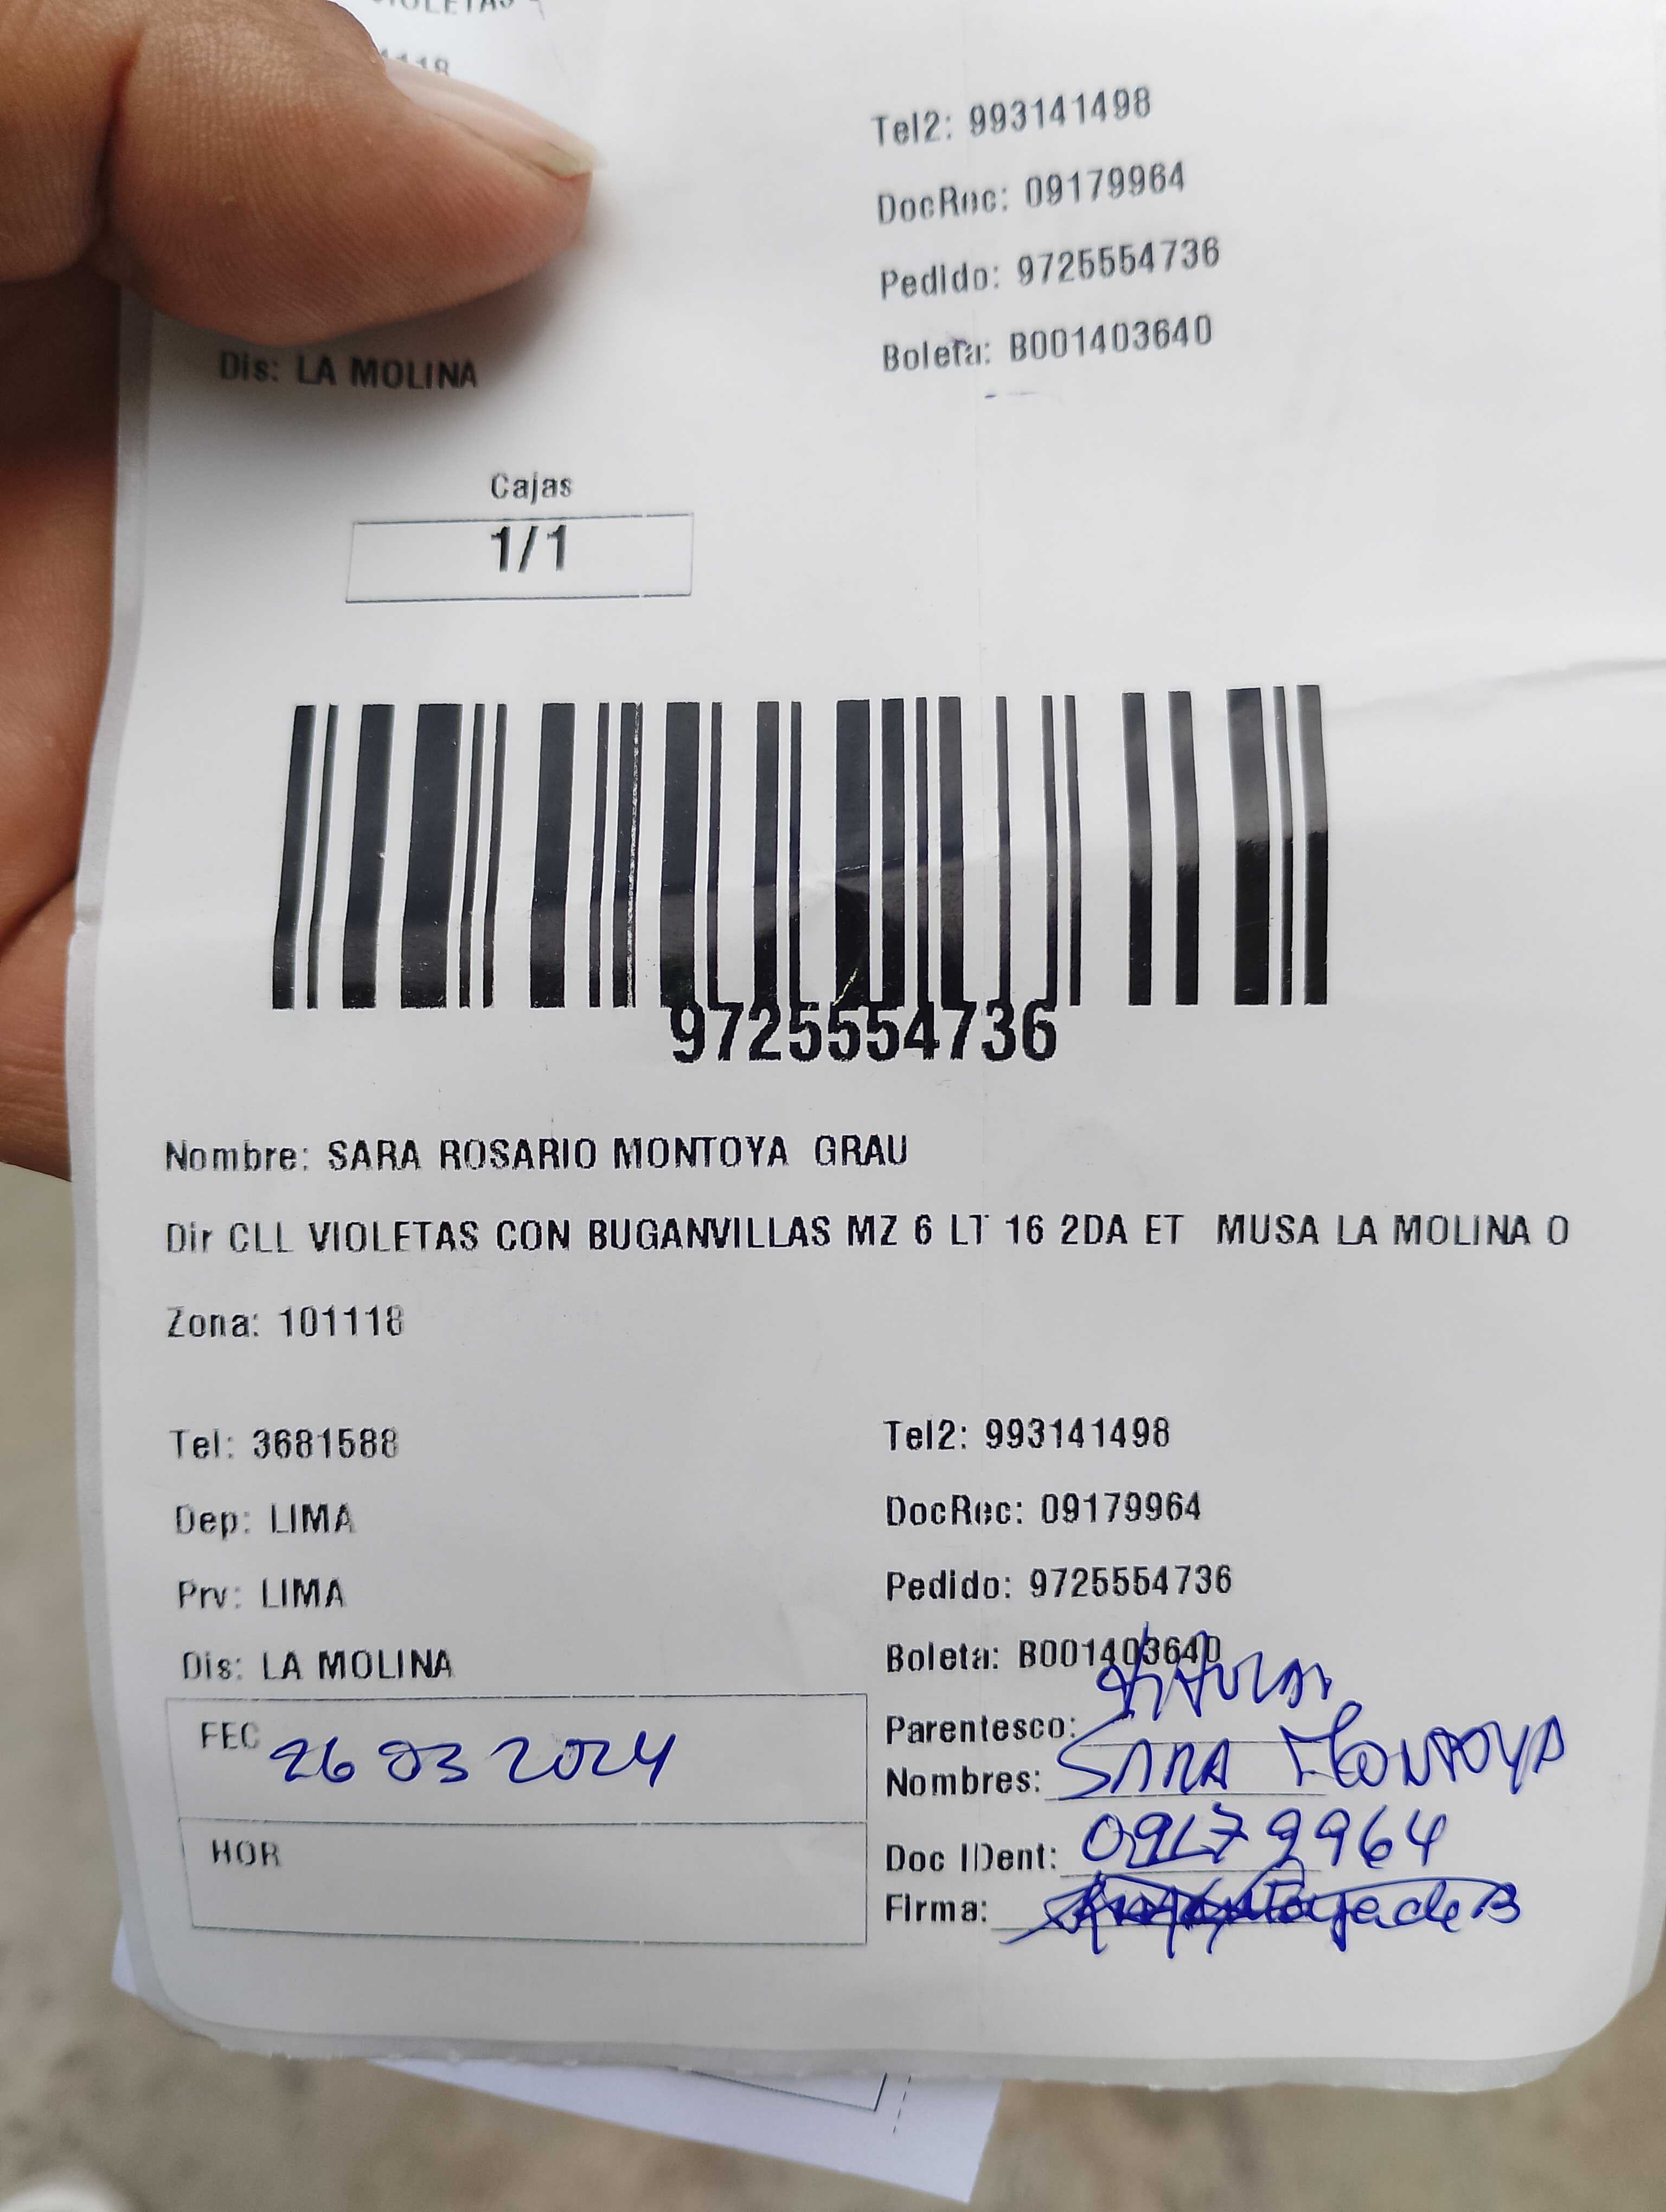 VIOLETAS
1118
Tel2: 993141498
DocRec: 09179964
Pedido: 9725554736
Boleta: B001403640
Dis: LA MOLINA
Cajas
1/1
9725554736
Nombre: SARA ROSARIO MONTOYA GRAU
Dir CLL VIOLETAS CON BUGANVILLAS MZ 6 LT 16 2DA ET MUSA LA MOLINA O
Zona: 101118
Tel: 3681588 Tel2: 993141498
Dep: LIMA DocRec: 09179964
Prv: LIMA Pedido: 9725554736
Dis: LA MOLINA Boleta: B001403640
FEC 26 03 2024 Parentesco: titular
Nombres: SARA MONTOYA
HOR Doc IDent: 09179964
Firma: